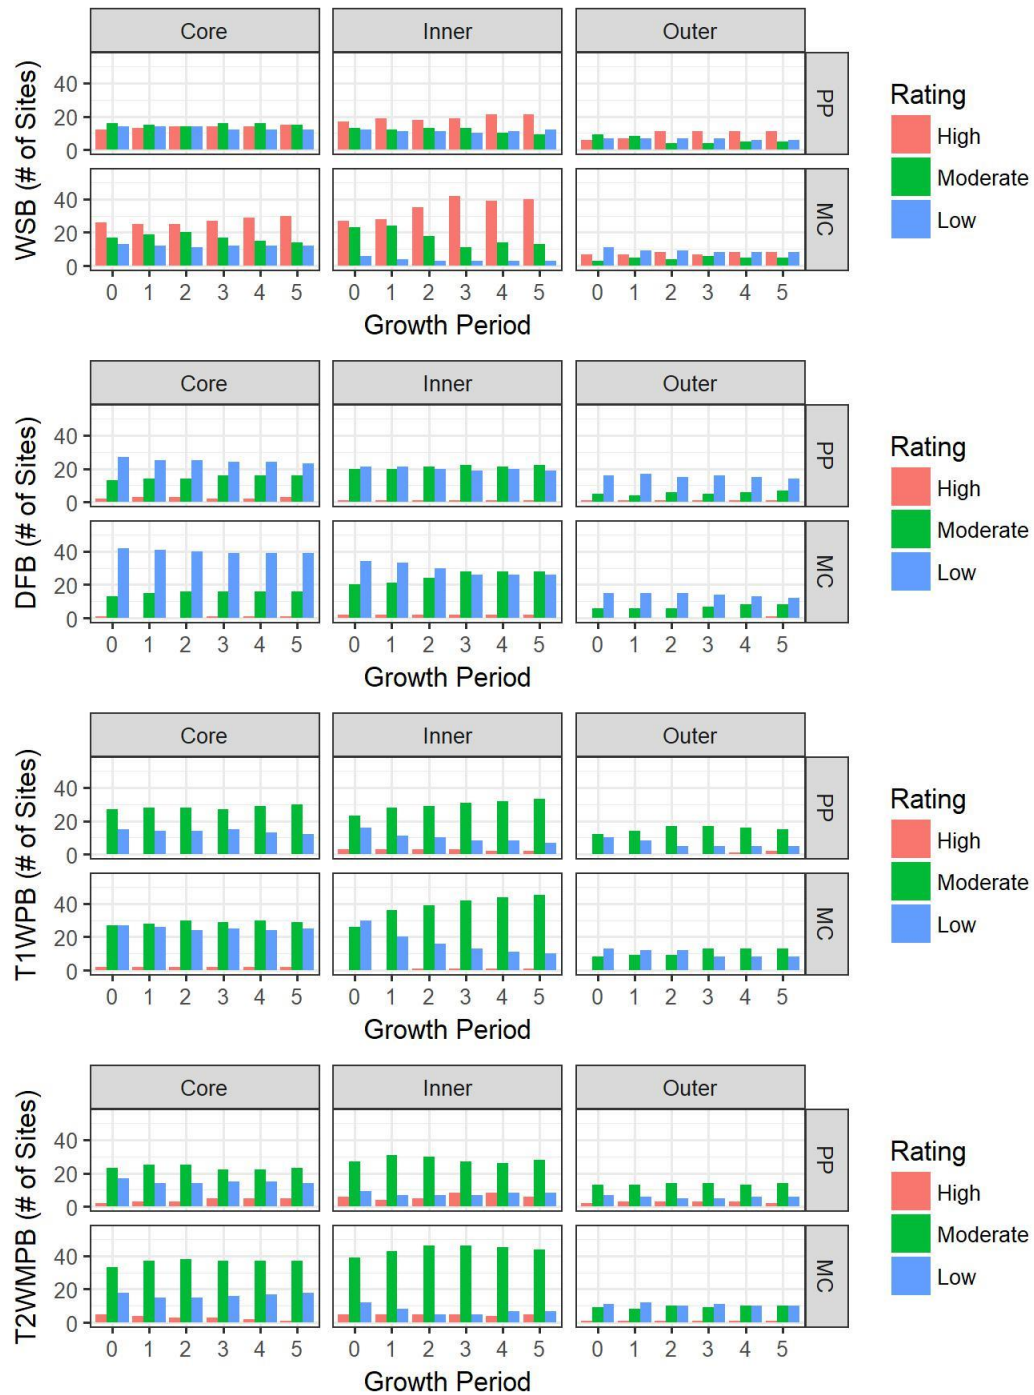 Core Inner Outer
WSB (# of Sites)
40
20
0
PP
40
20
0
MC
0 1 2 3 4 5 0 1 2 3 4 5 0 1 2 3 4 5
Growth Period
Rating
High
Moderate
Low
Core Inner Outer
DFB (# of Sites)
40
20
0
PP
40
20
0
MC
0 1 2 3 4 5 0 1 2 3 4 5 0 1 2 3 4 5
Growth Period
Rating
High
Moderate
Low
Core Inner Outer
T1WPB (# of Sites)
40
20
0
PP
40
20
0
MC
0 1 2 3 4 5 0 1 2 3 4 5 0 1 2 3 4 5
Growth Period
Rating
High
Moderate
Low
Core Inner Outer
T2WMPB (# of Sites)
40
20
0
PP
40
20
0
MC
0 1 2 3 4 5 0 1 2 3 4 5 0 1 2 3 4 5
Growth Period
Rating
High
Moderate
Low